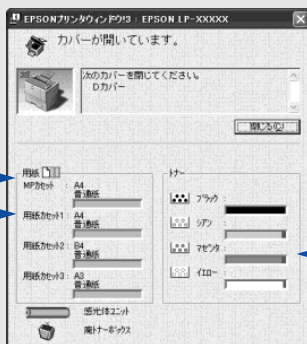 EPSONプリンタウィンドウ!3 : EPSON LP-XXXXX
カバーが開いています。
次のカバーを閉じてください。
Dカバー
閉じる(C)
用紙
MPカセット : A4
普通紙
用紙カセット1 : A4
普通紙
用紙カセット2 : B4
普通紙
用紙カセット3 : A3
普通紙
トナー
ブラック :
シアン :
マゼンタ :
イエロー :
感光体ユニット
廃トナーボックス